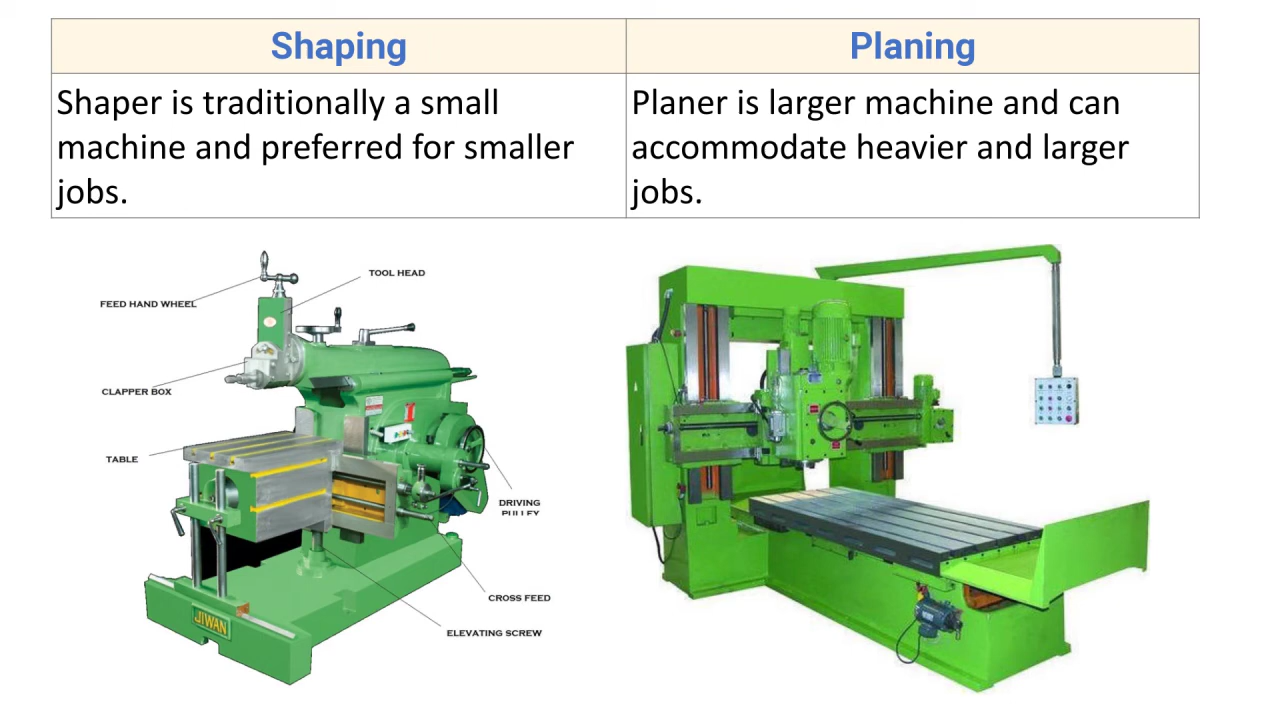 Shaping
Planing
Shaper is traditionally a small
machine and preferred for smaller
jobs.
Planer is larger machine and can
accommodate heavier and larger
jobs.
TOOL HEAD
FEED HAND WHEEL
CLAPPER BOX
TABLE
DRIVING
PULLEY
CROSS FEED
ELEVATING SCREW
JIWAN